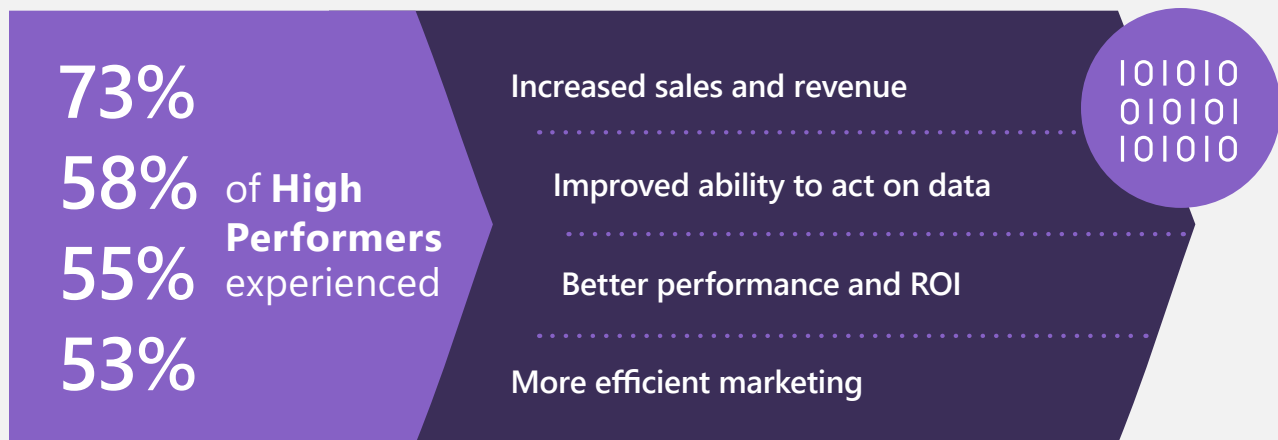 73%
58%
55%
53%
of High
Performers
experienced
Increased sales and revenue
Improved ability to act on data
Better performance and ROI
More efficient marketing
101010
010101
101010